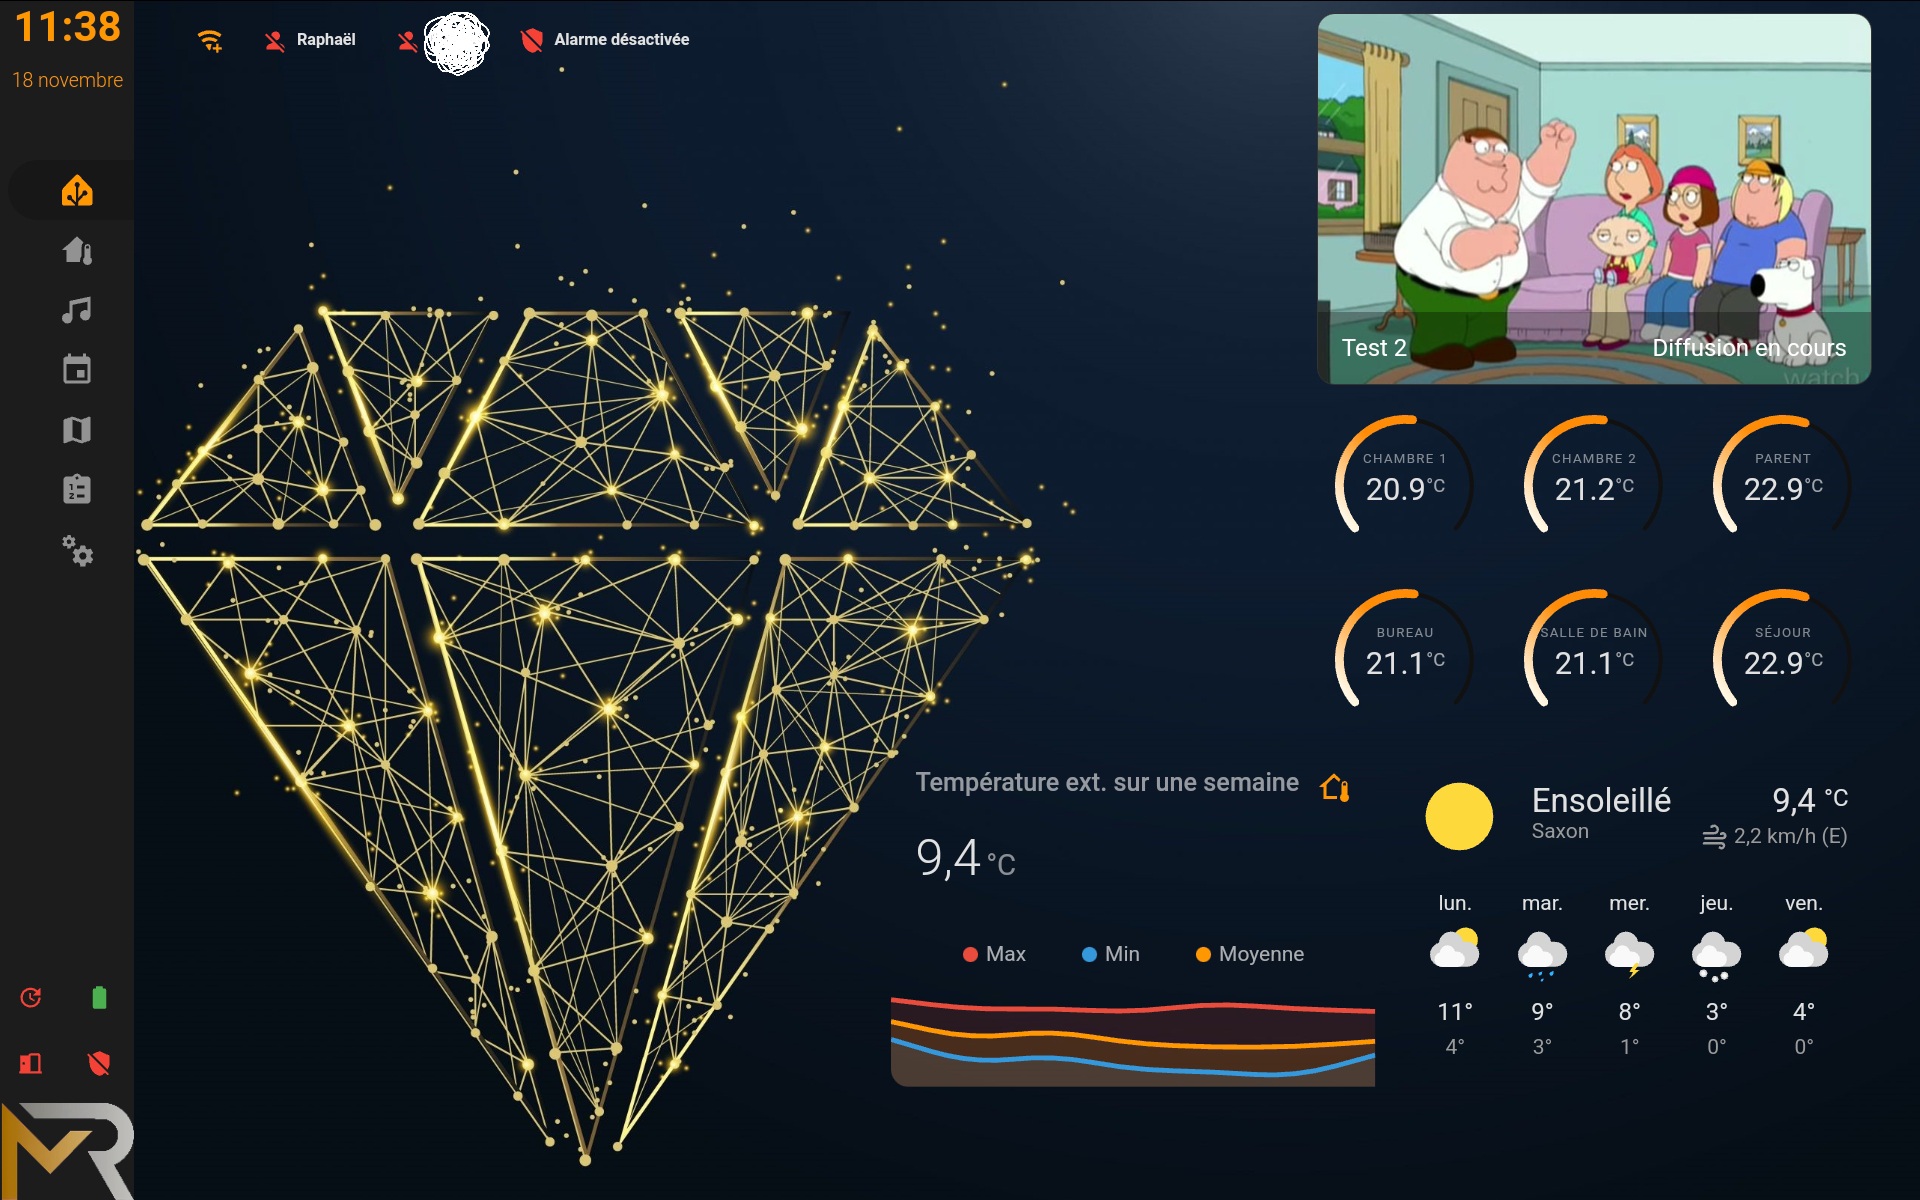 11:38
18 novembre
Raphaël
Alarme désactivée
Test 2
Diffusion en cours
watch
CHAMBRE 1
20.9°C
CHAMBRE 2
21.2°C
PARENT
22.9°C
BUREAU
21.1°C
SALLE DE BAIN
21.1°C
SÉJOUR
22.9°C
Température ext. sur une semaine
9,4 °C
Max
Min
Moyenne
Ensoleillé
9,4 °C
Saxon
2,2 km/h (E)
lun. mar. mer. jeu. ven.
11° 9° 8° 3° 4°
4° 3° 1° 0° 0°
MR